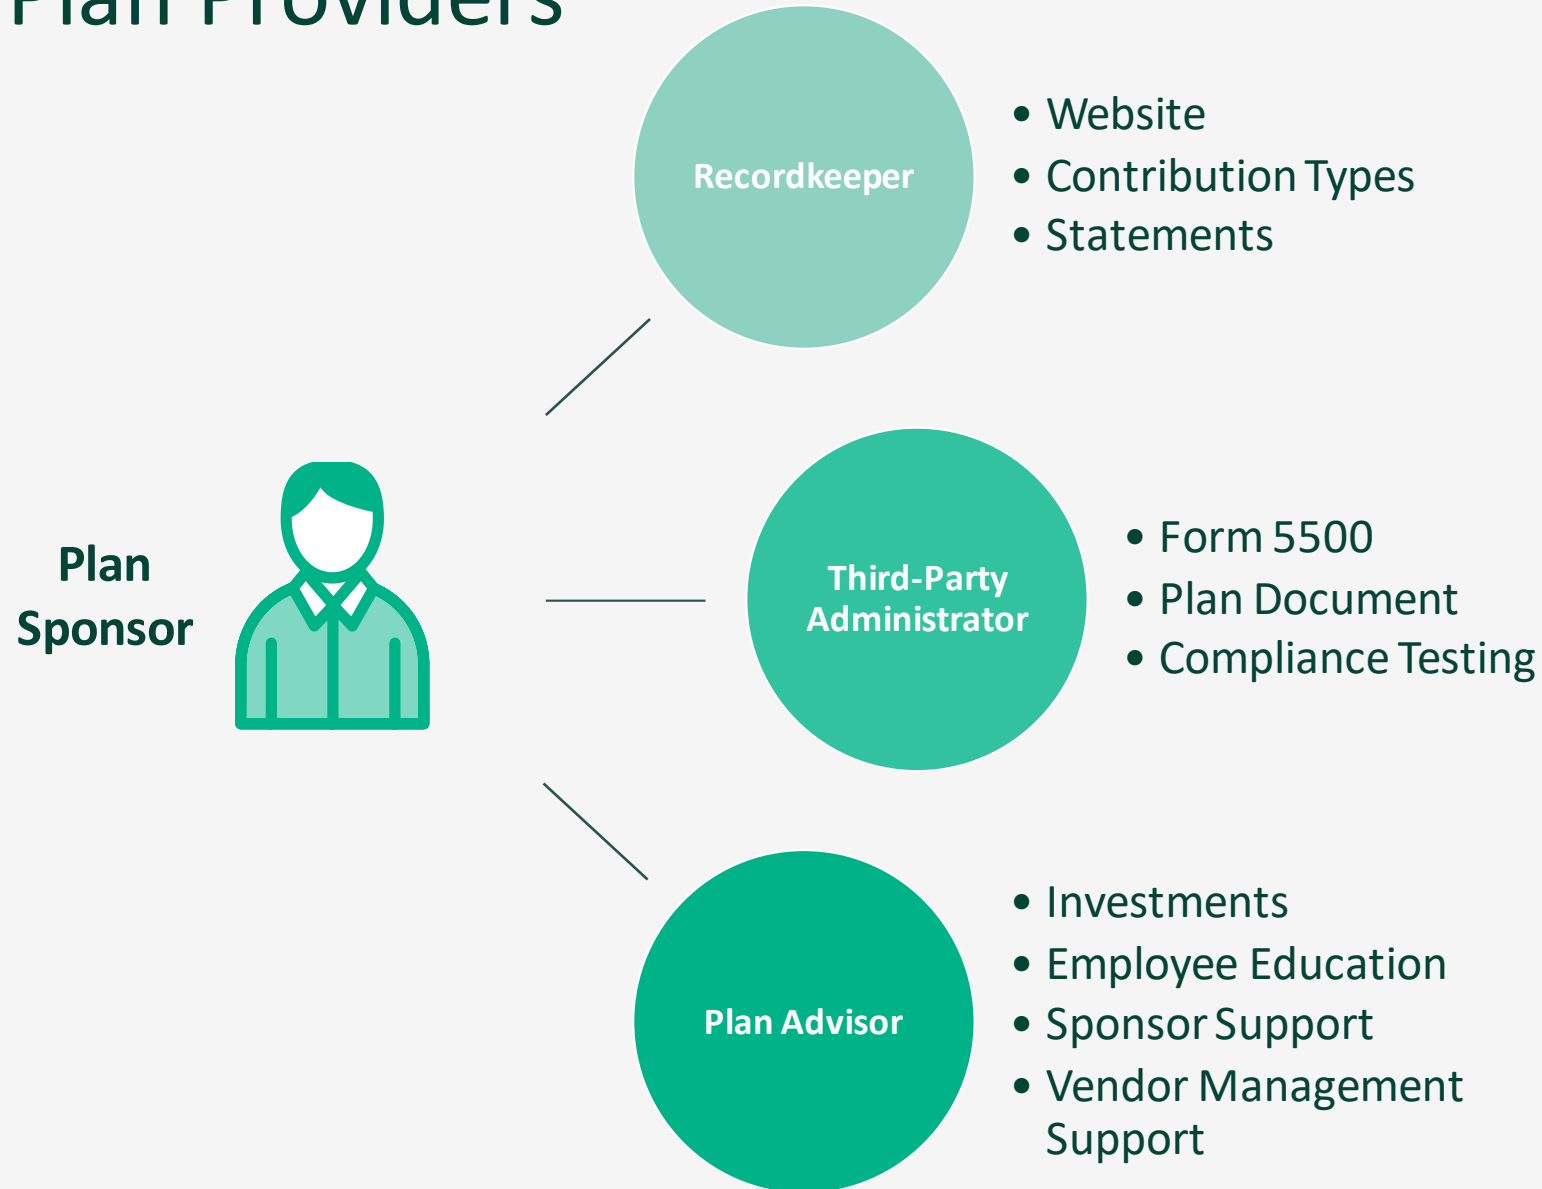 Plan Providers
Recordkeeper
• Website
• Contribution Types
• Statements
Plan
Sponsor
Third-Party
Administrator
• Form 5500
• Plan Document
• Compliance Testing
Plan Advisor
• Investments
• Employee Education
• Sponsor Support
• Vendor Management
Support